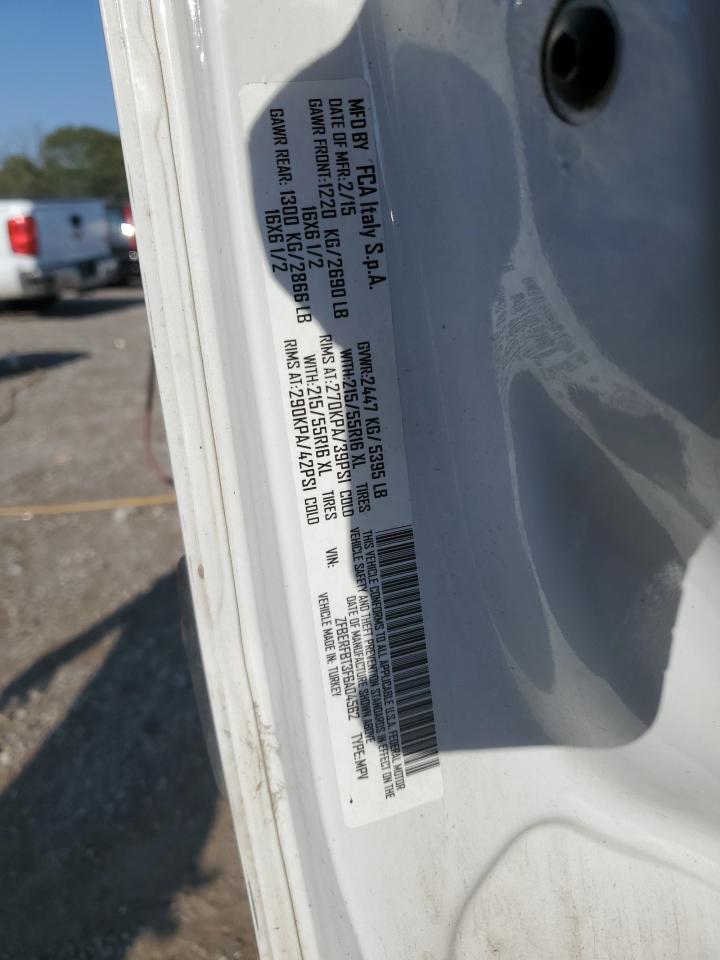 MFD BY FCA Italy S.p.A.
DATE OF MFR:2/15 GVWR:2447 KG/5395 LB
GAWR FRONT:1220 KG/2690 LB WITH:215/55R16 XL TIRES
16X6 1/2 RIMS AT:270KPA/39PSI COLD
GAWR REAR: 1300 KG/2866 LB WITH:215/55R16 XL TIRES
16X6 1/2 RIMS AT:290KPA/42PSI COLD
THIS VEHICLE CONFORMS TO ALL APPLICABLE U.S.A. FEDERAL MOTOR
VEHICLE SAFETY AND THEFT PREVENTION STANDARDS IN EFFECT ON THE
DATE OF MANUFACTURE SHOWN ABOVE
VIN: ZFBERFBT3F6A04562 TYPE:MPV
VEHICLE MADE IN: TURKEY